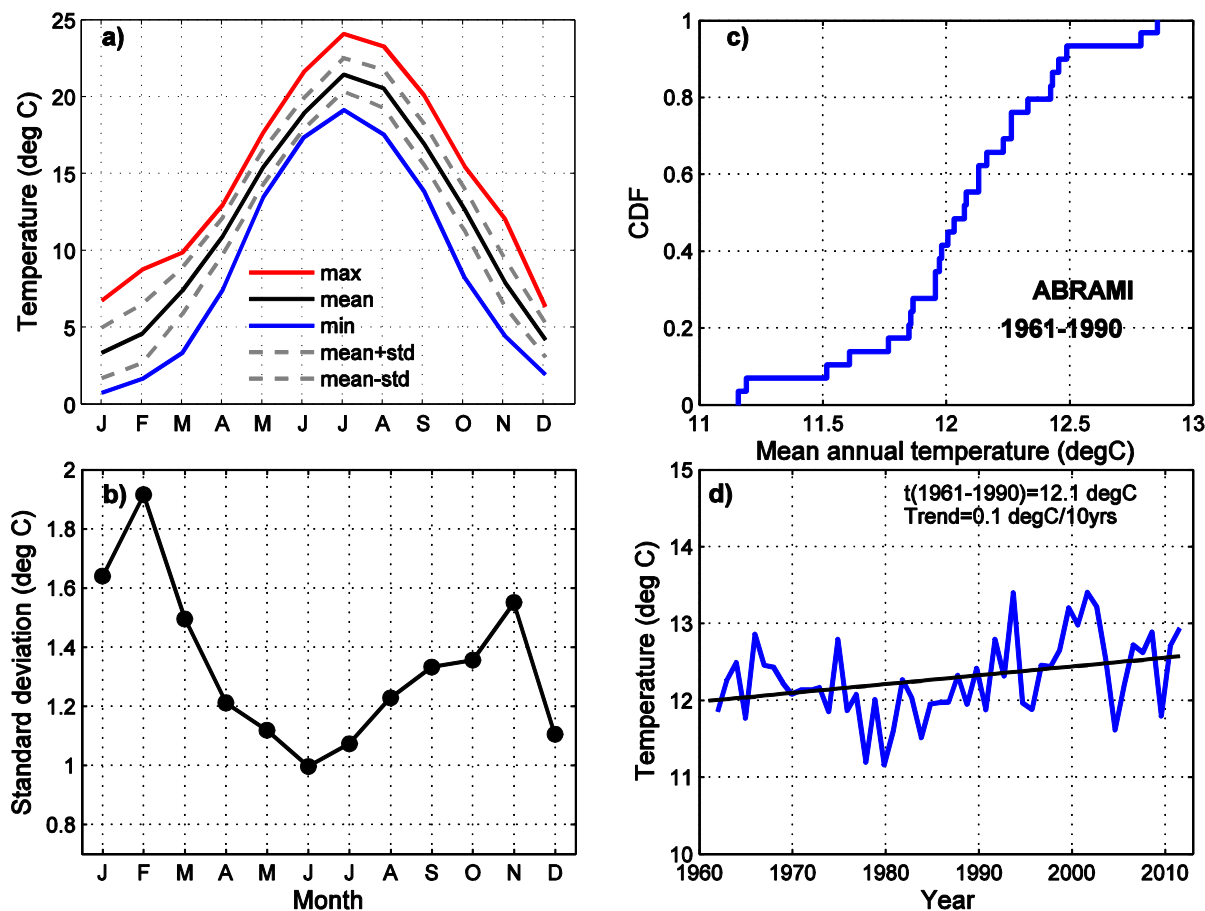 a)
25
20
15
10
5
0
Temperature (deg C)
max
mean
min
mean+std
mean-std
J F M A M J J A S O N D
c)
1
0.8
0.6
0.4
0.2
0
CDF
ABRAMI
1961-1990
11 11.5 12 12.5 13
Mean annual temperature (degC)
b)
2
1.8
1.6
1.4
1.2
1
0.8
Standard deviation (deg C)
J F M A M J J A S O N D
Month
d)
t(1961-1990)=12.1 degC
Trend=0.1 degC/10yrs
15
14
13
12
11
10
Temperature (deg C)
1960 1970 1980 1990 2000 2010
Year